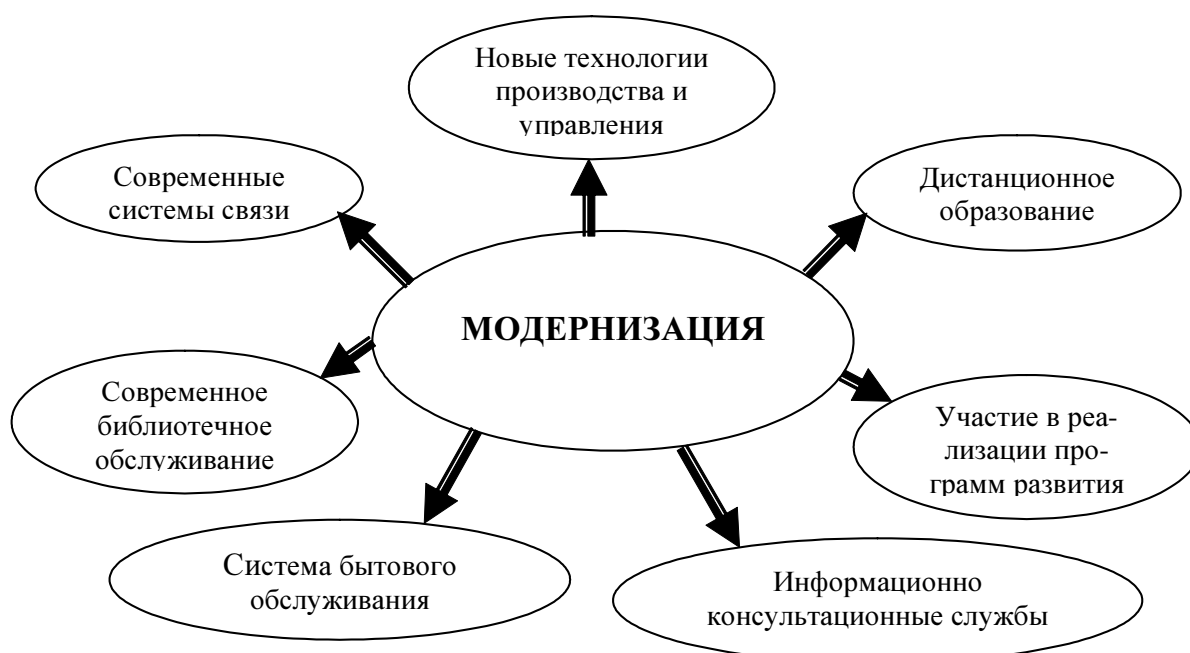 Новые технологии
производства и
управления
Современные
системы связи
Дистанционное
образование
МОДЕРНИЗАЦИЯ
Современное
библиотечное
обслуживание
Участие в реа-
лизации про-
грамм развития
Система бытового
обслуживания
Информационно
консультационные службы